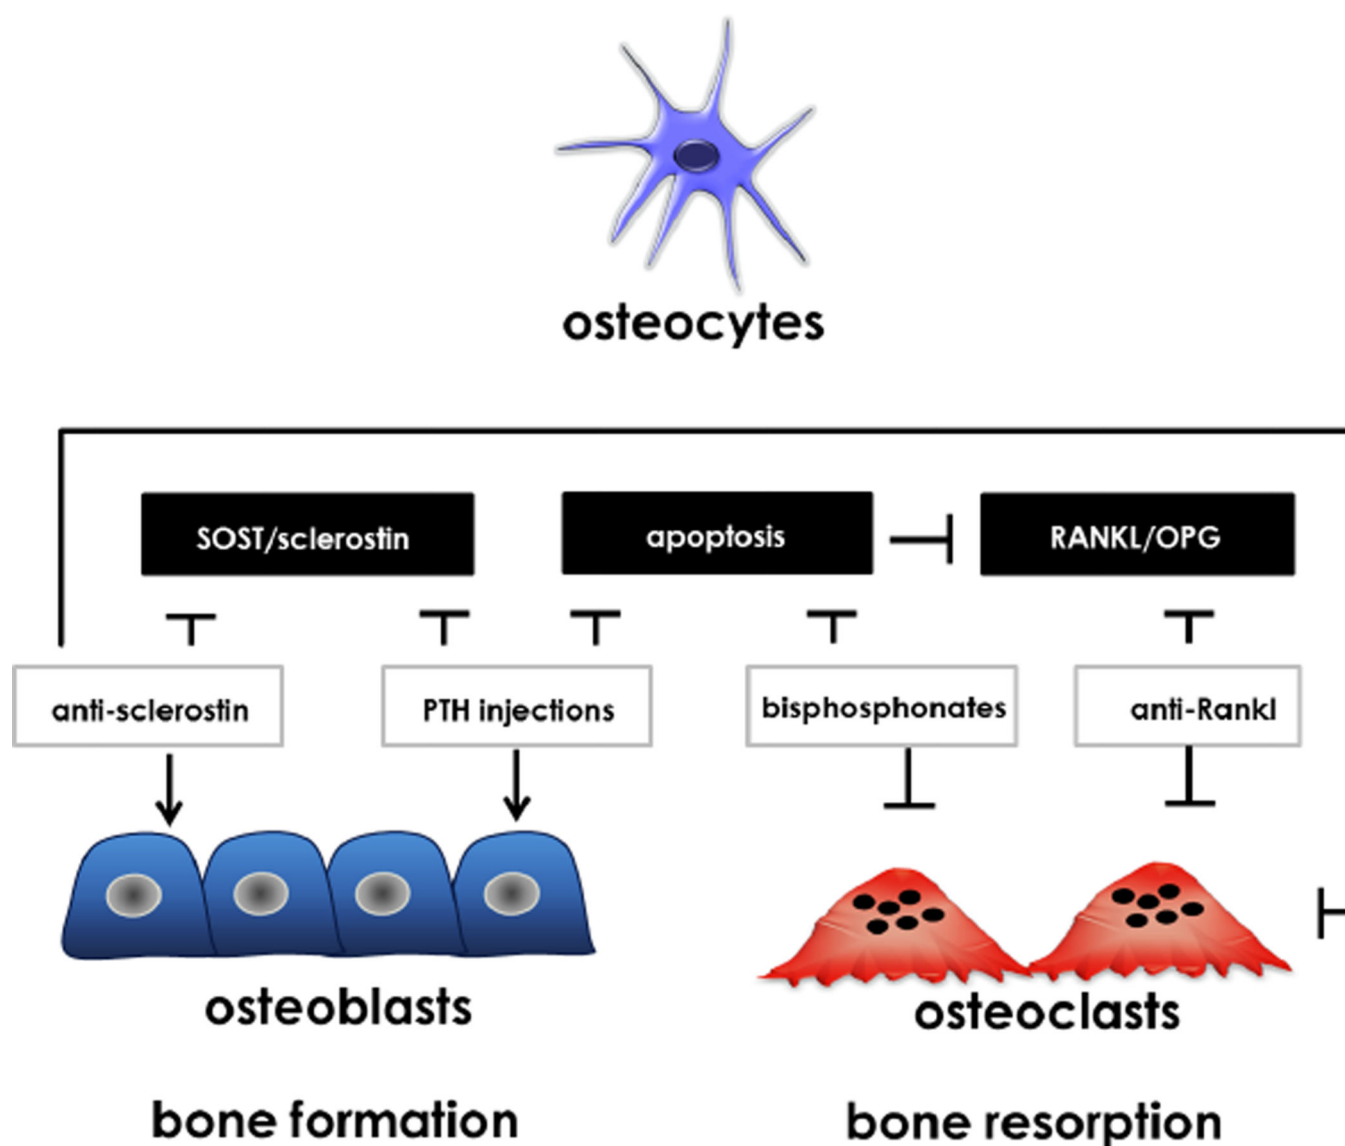 osteocytes
SOST/sclerostin
apoptosis
RANKL/OPG
anti-sclerostin
PTH injections
bisphosphonates
anti-Rankl
osteoblasts
osteoclasts
bone formation
bone resorption